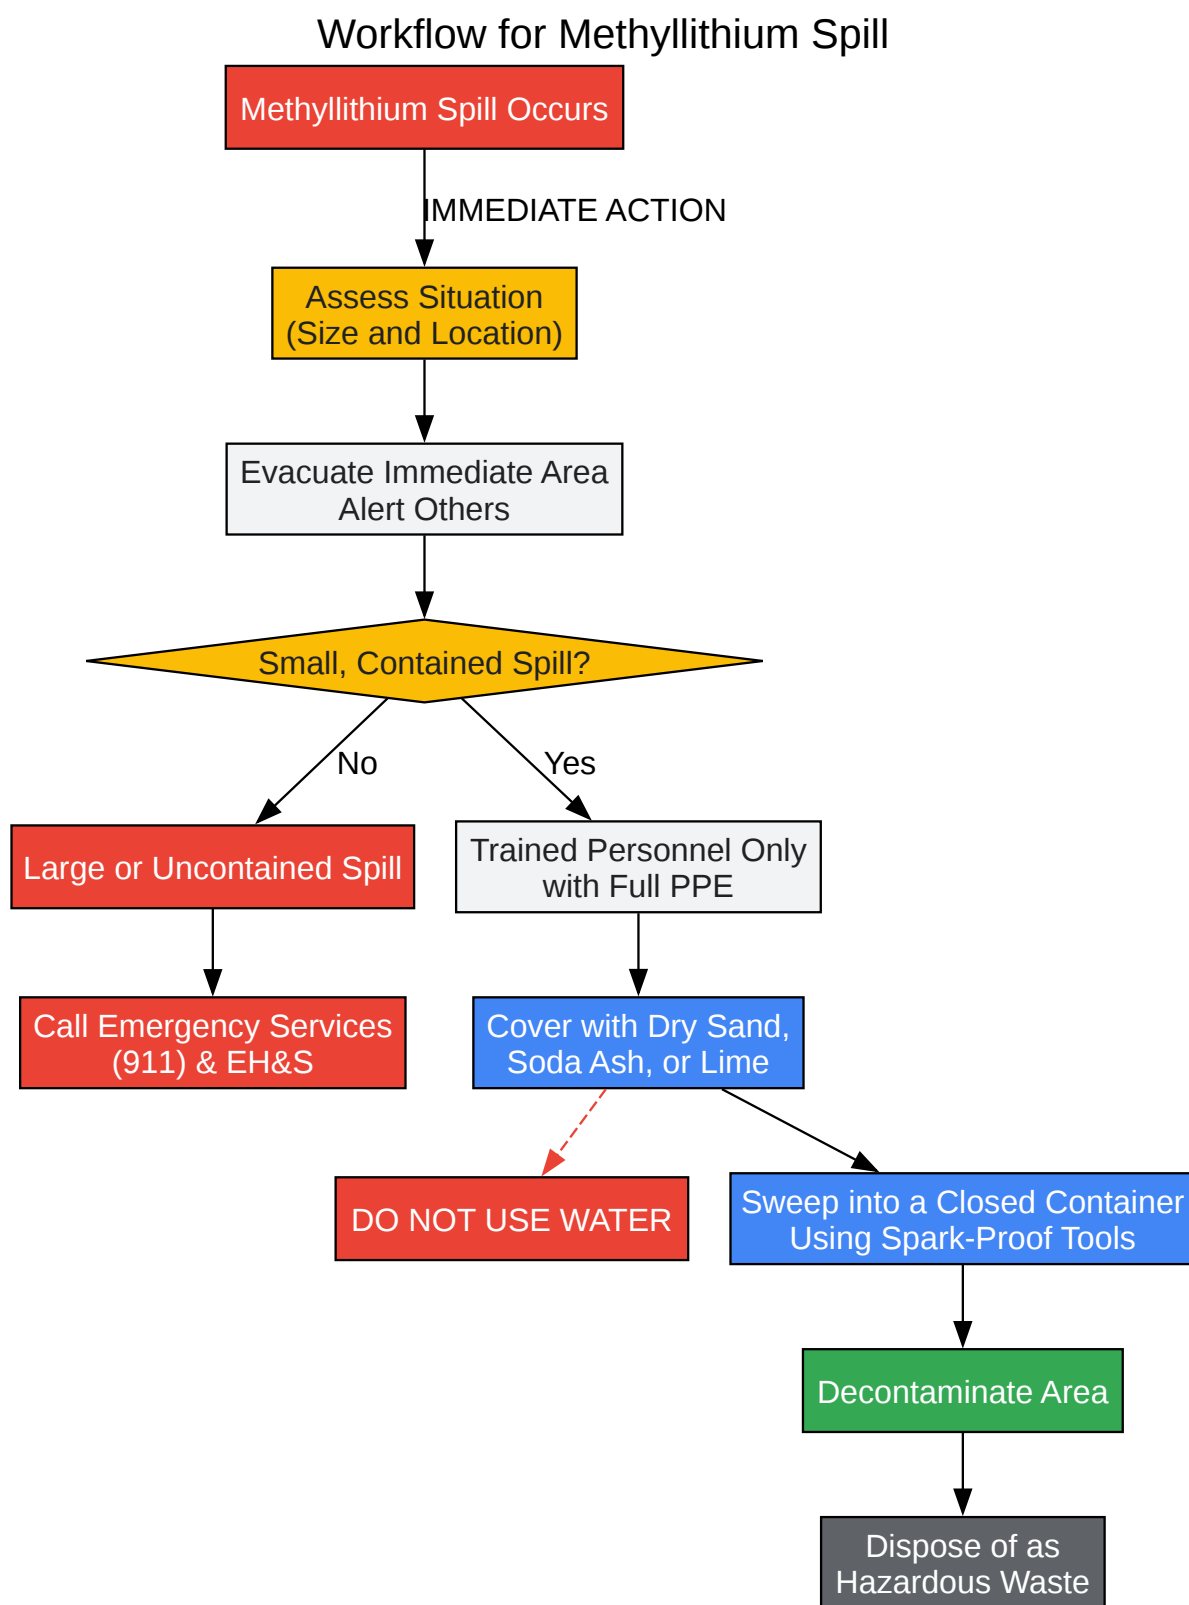 Workflow for Methyllithium Spill
Methyllithium Spill Occurs
IMMEDIATE ACTION
Assess Situation
(Size and Location)
Evacuate Immediate Area
Alert Others
Small, Contained Spill?
No
Yes
Large or Uncontained Spill
Trained Personnel Only
with Full PPE
Call Emergency Services
(911) & EH&S
Cover with Dry Sand,
Soda Ash, or Lime
DO NOT USE WATER
Sweep into a Closed Container
Using Spark-Proof Tools
Decontaminate Area
Dispose of as
Hazardous Waste